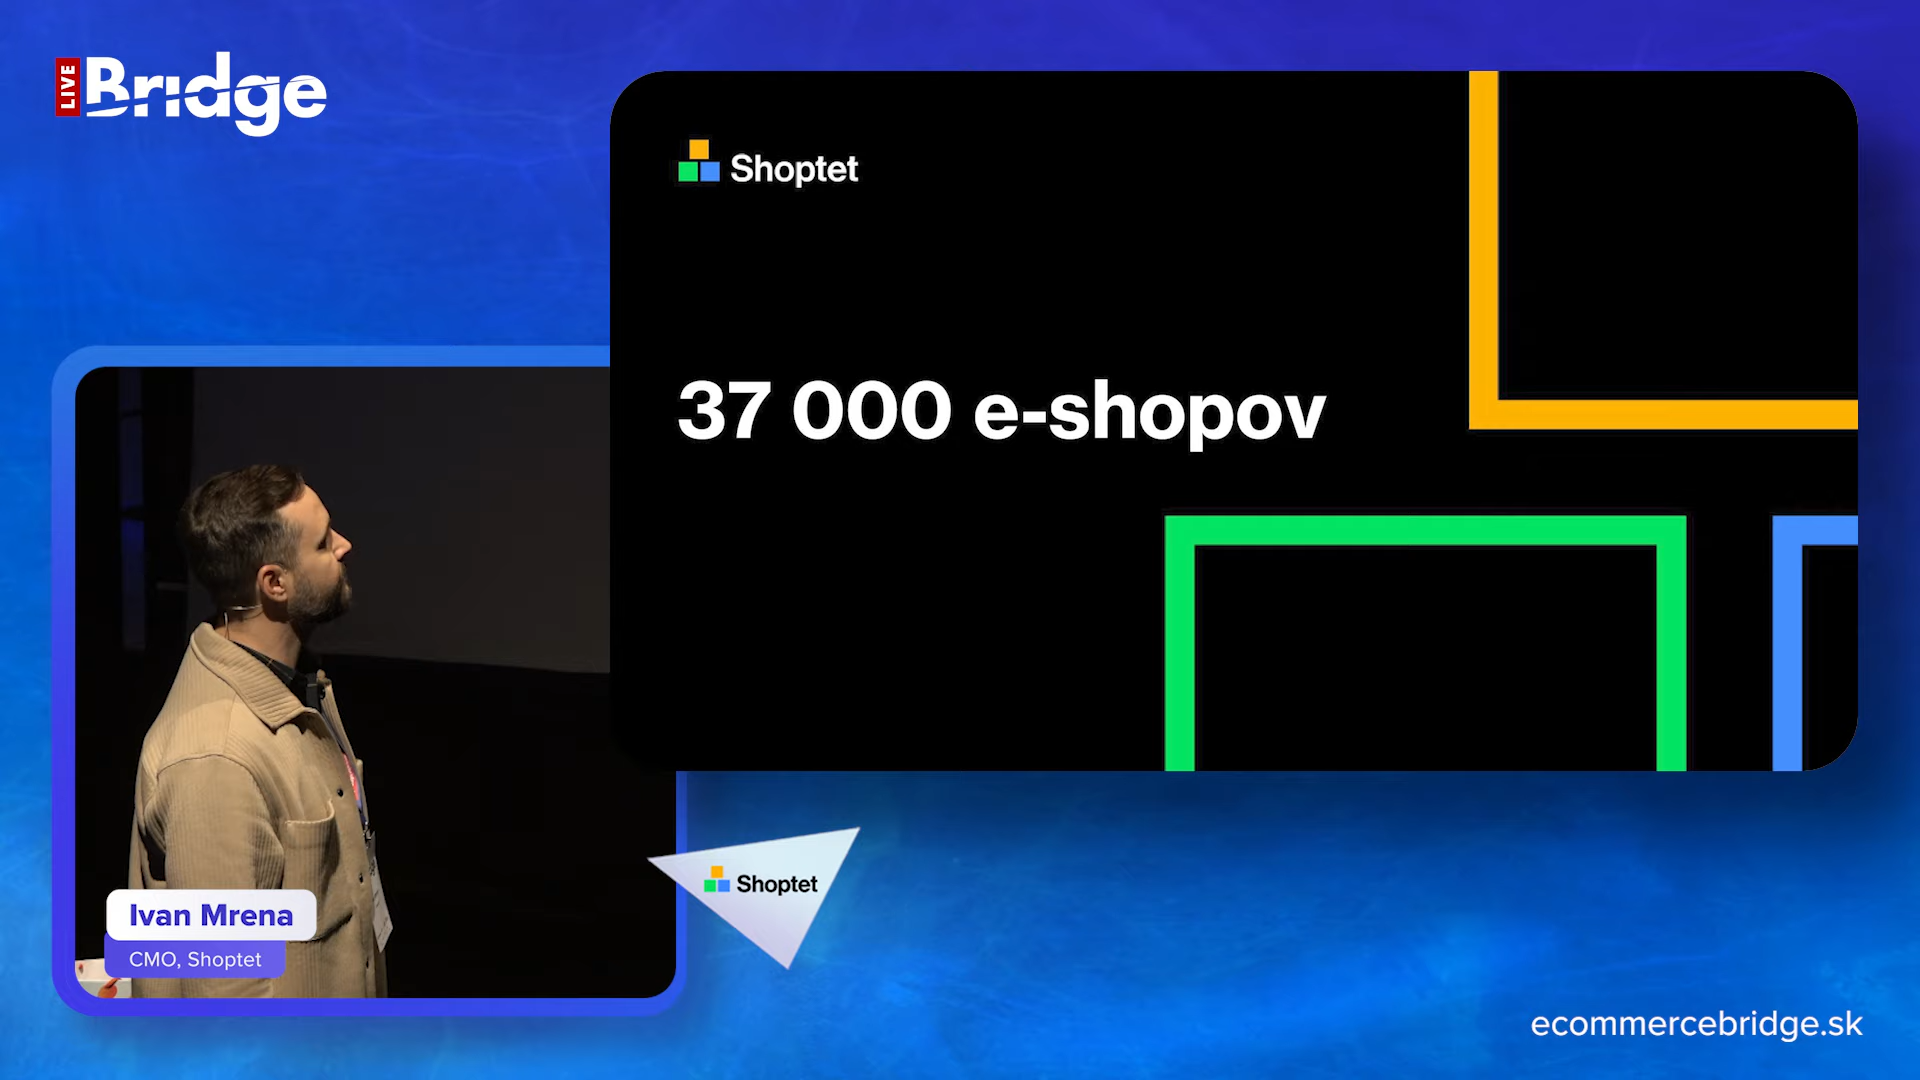 LIVE
Bridge
Shoptet
37 000 e-shopov
Ivan Mrena
CMO, Shoptet
Shoptet
ecommercebridge.sk